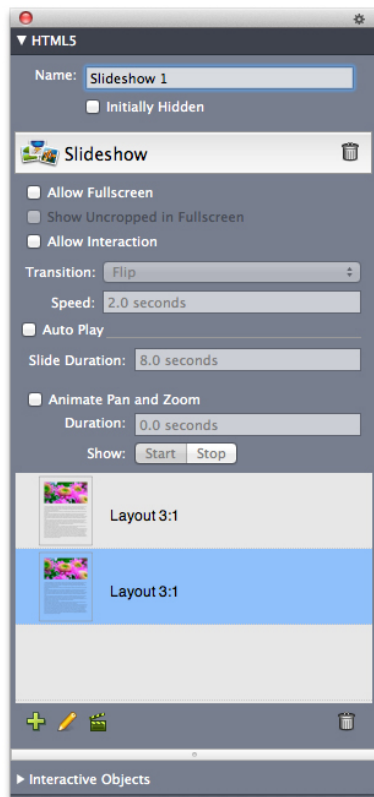 ▼ HTML5
Name: Slideshow 1
Initially Hidden
Slideshow
Allow Fullscreen
Show Uncropped in Fullscreen
Allow Interaction
Transition: Flip
Speed: 2.0 seconds
Auto Play
Slide Duration: 8.0 seconds
Animate Pan and Zoom
Duration: 0.0 seconds
Show: Start Stop
Layout 3:1
Layout 3:1
▶ Interactive Objects